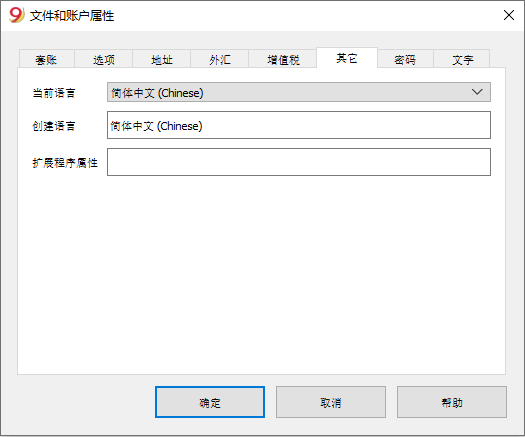 9 文件和账户属性
套账 选项 地址 外汇 增值税 其它 密码 文字
当前语言 简体中文 (Chinese)
创建语言 简体中文 (Chinese)
扩展程序属性
确定 取消 帮助